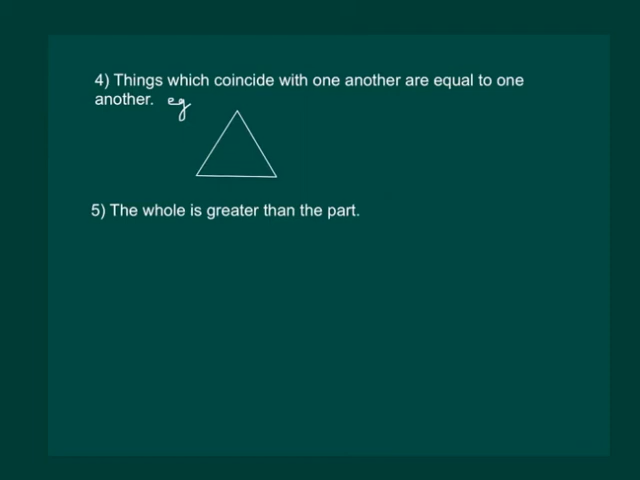 4) Things which coincide with one another are equal to one
another. eg
5) The whole is greater than the part.